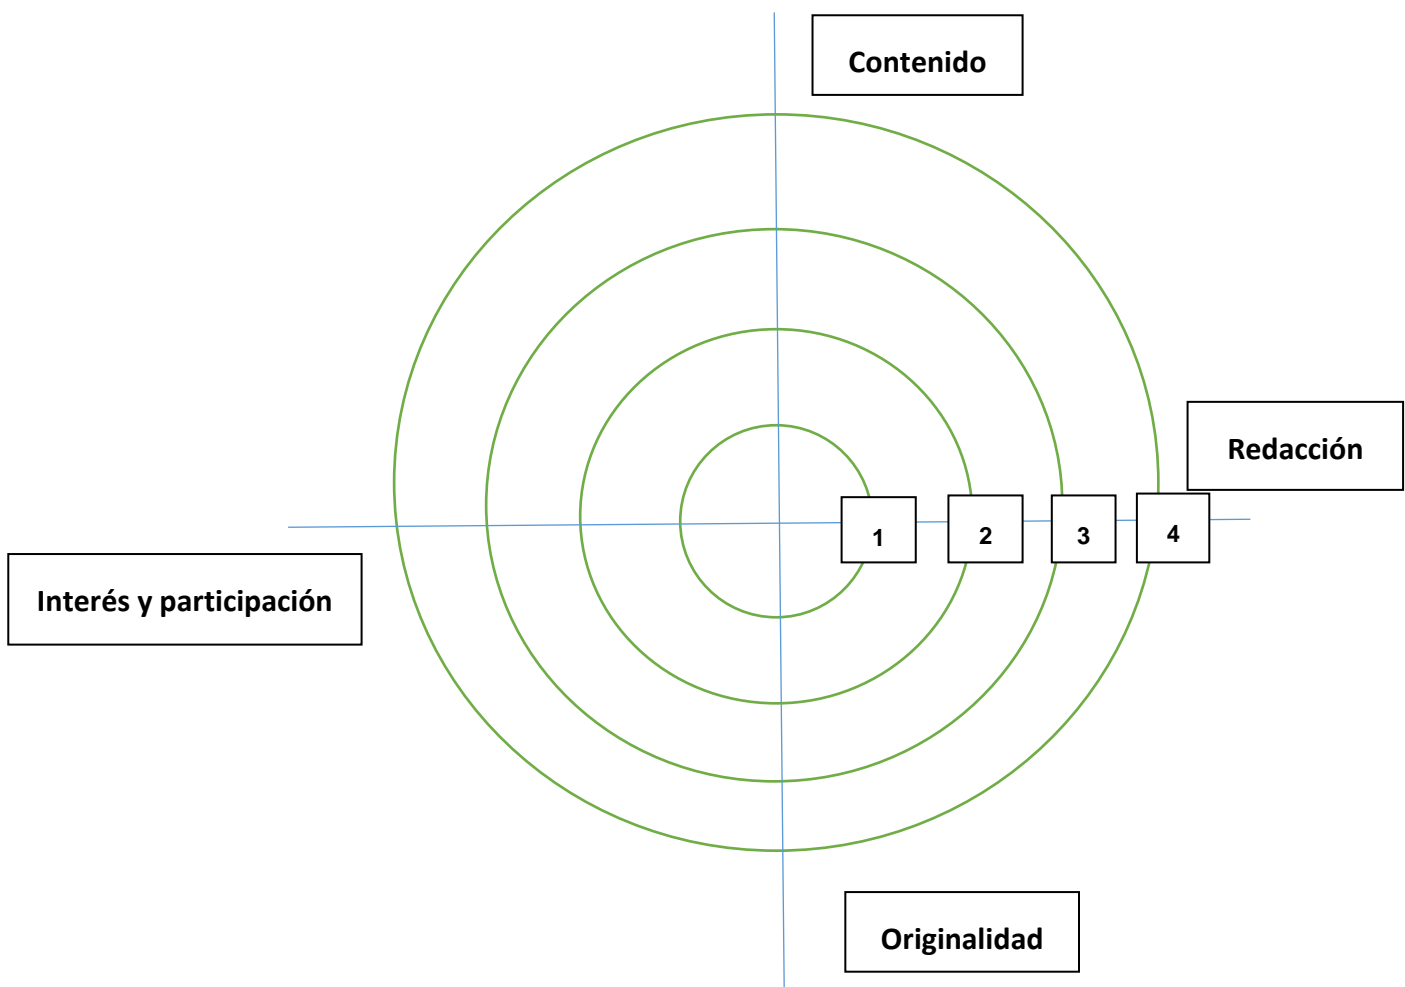 Contenido
Redacción
1
2
3
4
Interés y participación
Originalidad